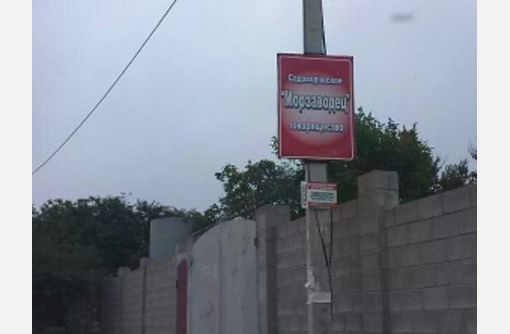 Садоводческое
"Морзаводец"
товарищество